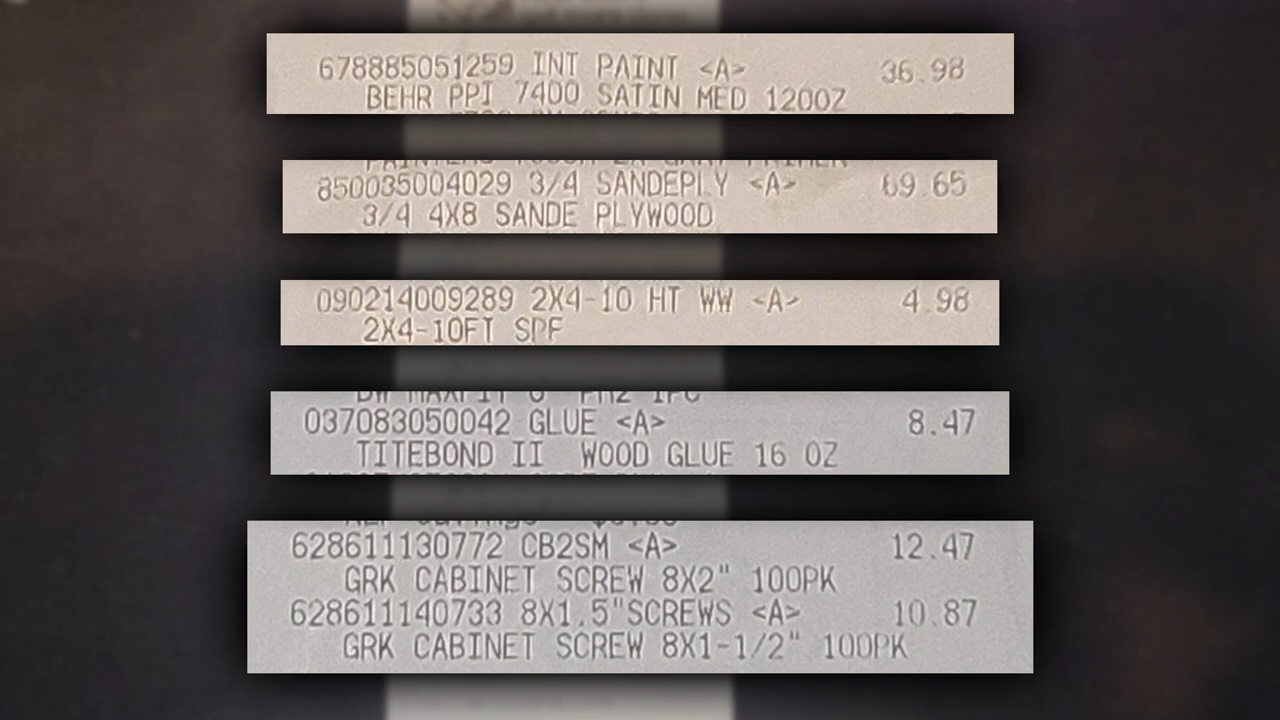 678885051259 INT PAINT <A> 36.98
BEHR PPI 7400 SATIN MED 120OZ
850035004029 3/4 SANDEPLY <A> 69.65
3/4 4X8 SANDE PLYWOOD
090214009289 2X4-10 HT WW <A> 4.98
2X4-10FT SPF
037083050042 GLUE <A> 8.47
TITEBOND II WOOD GLUE 16 OZ
628611130772 CB2SM <A> 12.47
GRK CABINET SCREW 8X2" 100PK
628611140733 8X1.5"SCREWS <A> 10.87
GRK CABINET SCREW 8X1-1/2" 100PK